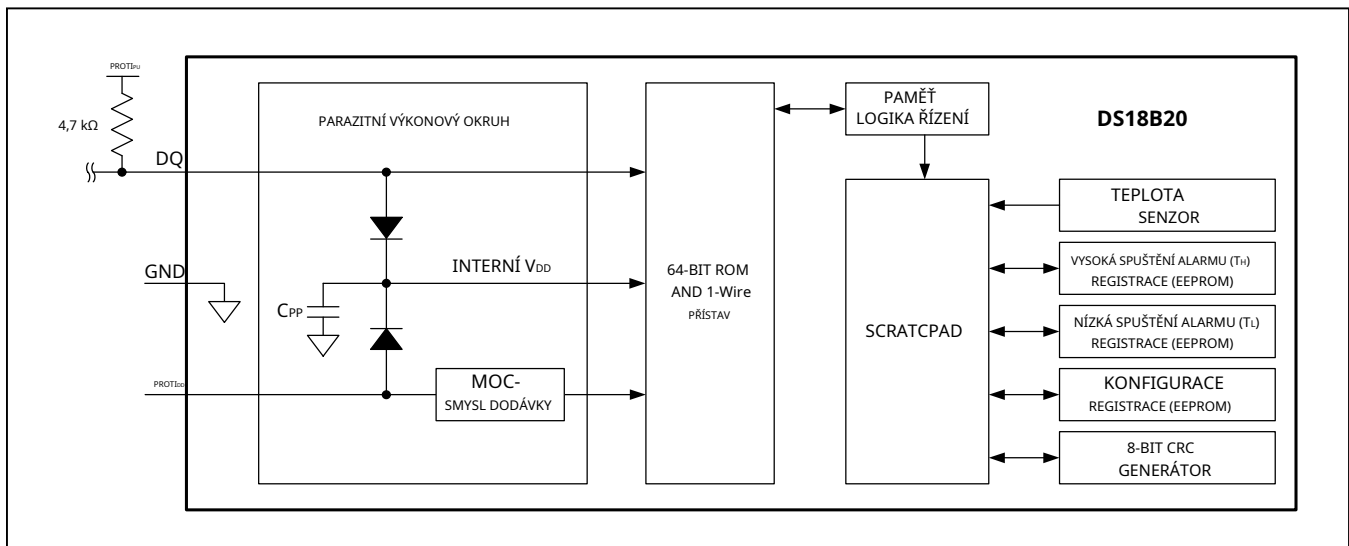 PROTIPU
4,7 kΩ
DQ
GND
PROTIDD
PARAZITNÍ VÝKONOVÝ OKRUH
INTERNÍ VDD
CPP
MOC-
SMYSL DODÁVKY
64-BIT ROM
AND 1-Wire
PŘÍSTAV
PAMĚŤ
LOGIKA ŘÍZENÍ
SCRATCPAD
DS18B20
TEPLOTA
SENZOR
VYSOKÁ SPUŠTĚNÍ ALARMU (TH)
REGISTRACE (EEPROM)
NÍZKÁ SPUŠTĚNÍ ALARMU (TL)
REGISTRACE (EEPROM)
KONFIGURACE
REGISTRACE (EEPROM)
8-BIT CRC
GENERÁTOR